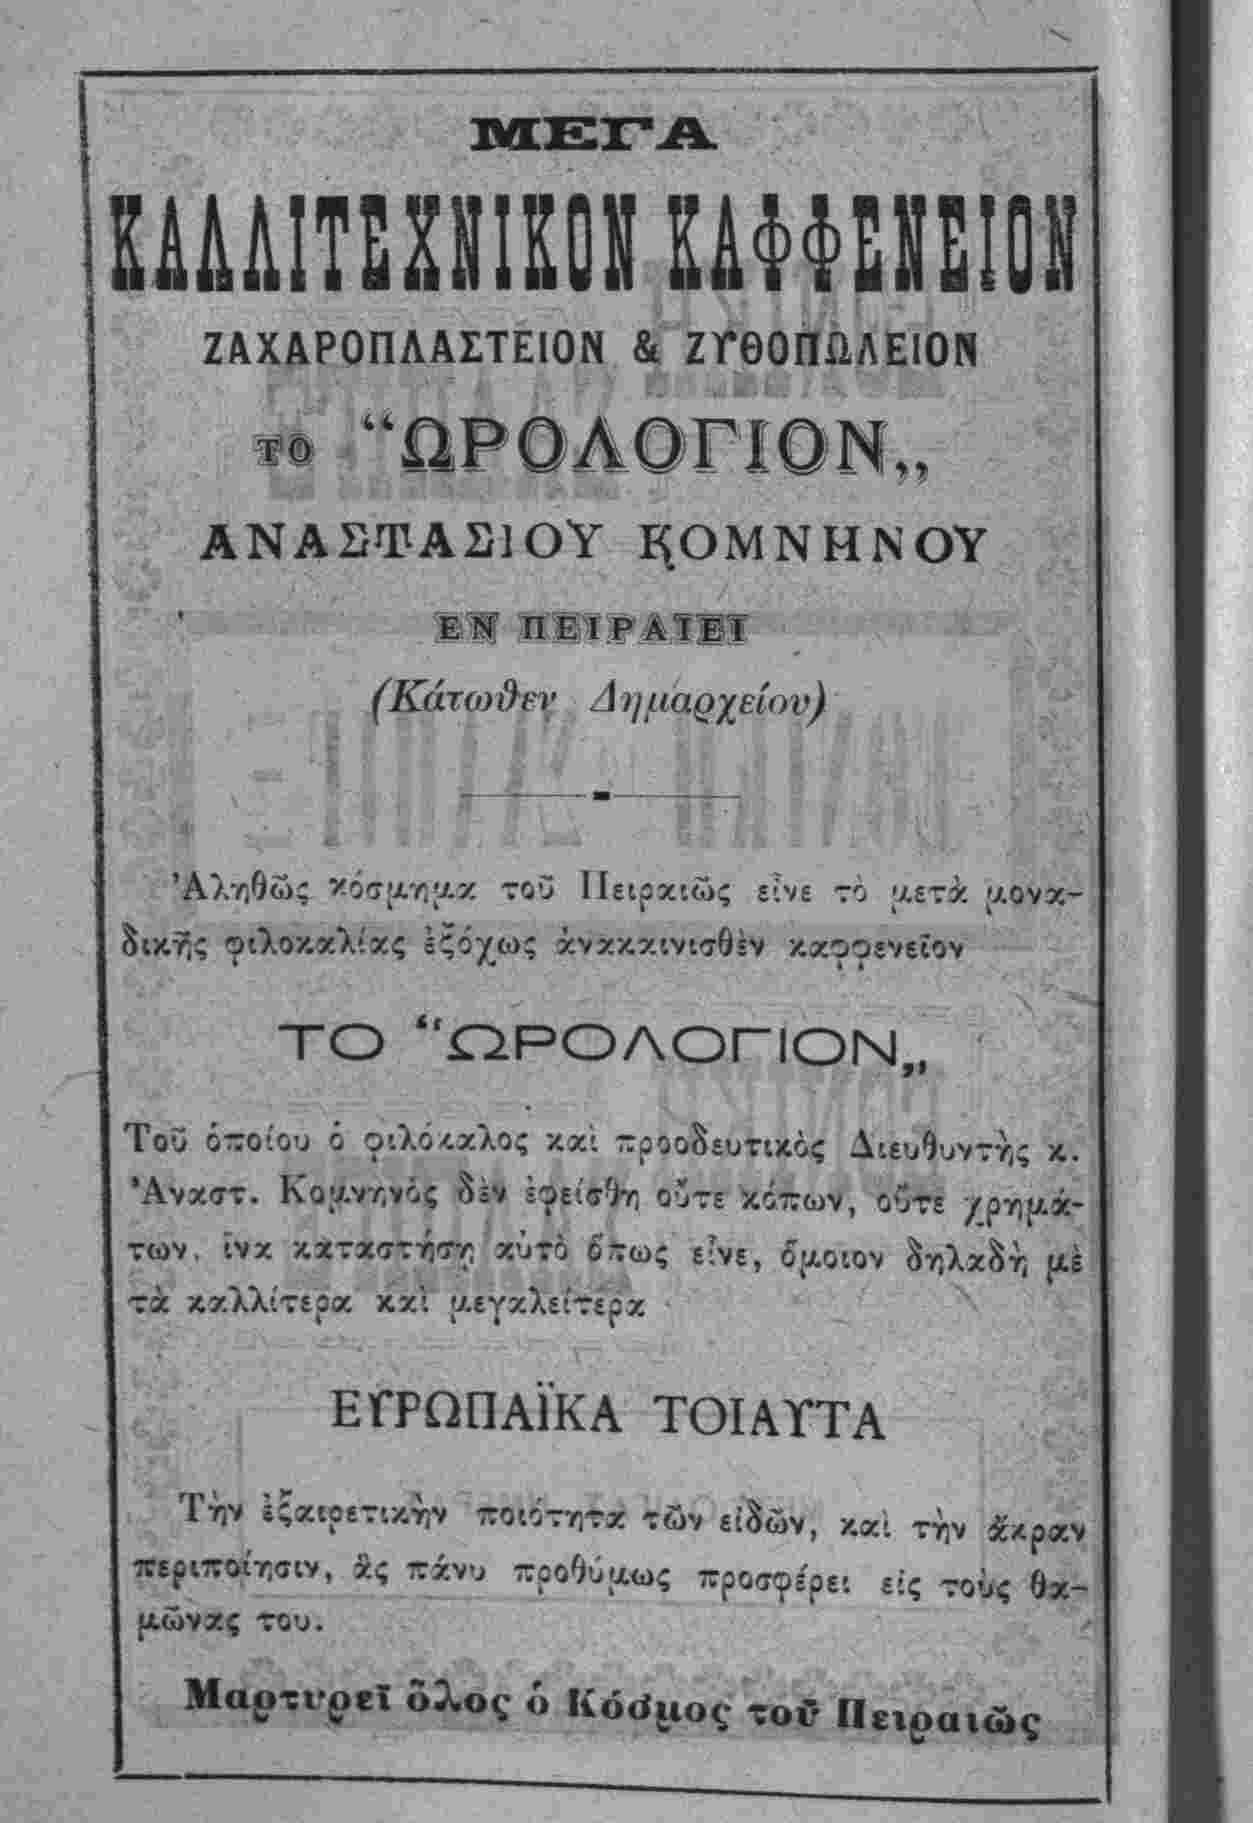 ΜΕΓΑ
ΚΑΛΛΙΤΕΧΝΙΚΟΝ ΚΑΦΦΕΝΕΙΟΝ
ΖΑΧΑΡΟΠΛΑΣΤΕΙΟΝ & ΖΥΘΟΠΩΛΕΙΟΝ
ΤΟ “ΩΡΟΛΟΓΙΟΝ„
ΑΝΑΣΤΑΣΙΟΥ ΚΟΜΝΗΝΟΥ
ΕΝ ΠΕΙΡΑΙΕΙ
(Κάτωθεν Δημαρχείου)
Ἀληθῶς κόσμημα τοῦ Πειραιῶς εἶνε τὸ μετὰ μονα-
δικῆς φιλοκαλίας ἐξόχως ἀνακαινισθὲν καφφενεῖον
ΤΟ “ΩΡΟΛΟΓΙΟΝ„
Τοῦ ὁποίου ὁ φιλόκαλος καὶ προοδευτικὸς Διευθυντὴς κ.
Ἀναστ. Κομνηνὸς δὲν ἐφείσθη οὔτε κόπων, οὔτε χρημά-
των, ἵνα καταστήσῃ αὐτὸ ὅπως εἶνε, ὅμοιον δηλαδὴ μὲ
τὰ καλλίτερα καὶ μεγαλείτερα
ΕΥΡΩΠΑΪΚΑ ΤΟΙΑΥΤΑ
Τὴν ἐξαιρετικὴν ποιότητα τῶν εἰδῶν, καὶ τὴν ἄκραν
περιποίησιν, ἃς πάνυ προθύμως προσφέρει εἰς τοὺς θα-
μῶνας του.
Μαρτυρεῖ ὅλος ὁ Κόσμος τοῦ Πειραιῶς